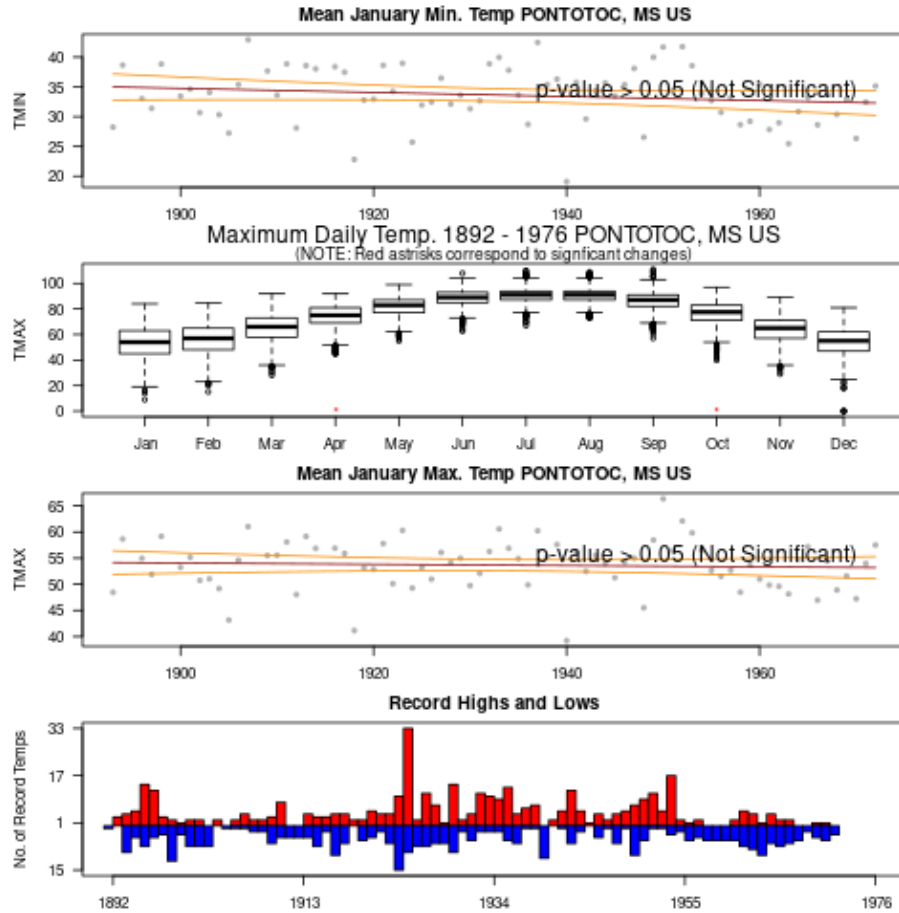 Mean January Min. Temp PONTOTOC, MS US
40
35
30
25
20
TMIN
p-value > 0.05 (Not Significant)
1900 1920 1940 1960
Maximum Daily Temp. 1892 - 1976 PONTOTOC, MS US
(NOTE: Red astrisks correspond to signficant changes)
100
80
60
40
20
0
TMAX
Jan Feb Mar Apr May Jun Jul Aug Sep Oct Nov Dec
Mean January Max. Temp PONTOTOC, MS US
65
60
55
50
45
40
TMAX
p-value > 0.05 (Not Significant)
1900 1920 1940 1960
Record Highs and Lows
33
17
1
15
No. of Record Temps
1892 1913 1934 1955 1976